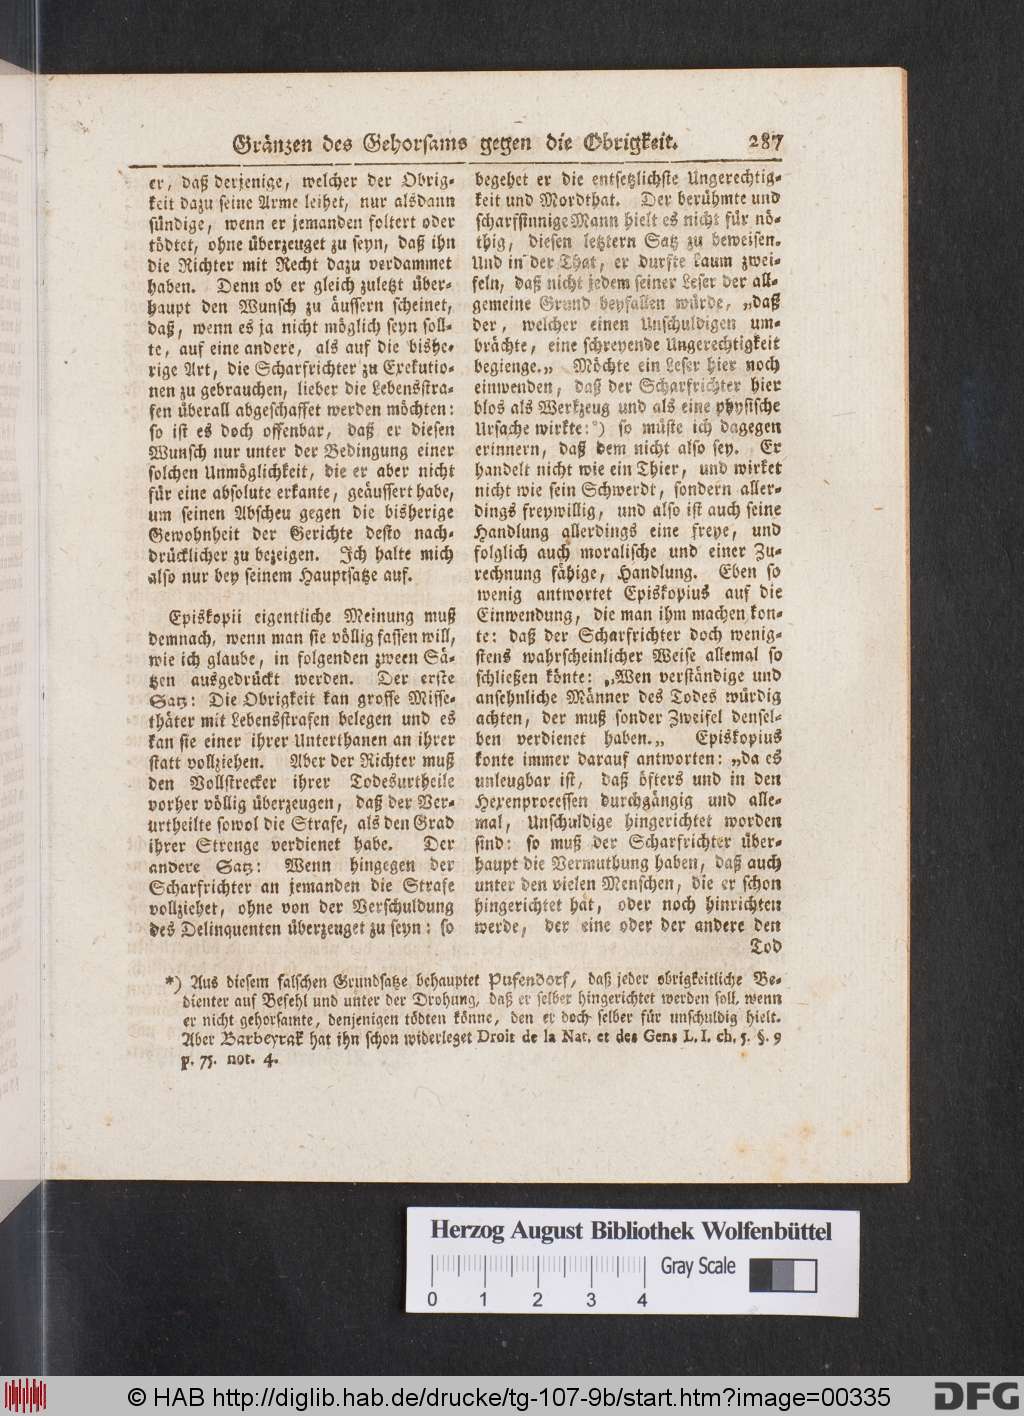 Gränzen des Gehorsams gegen die Obrigkeit. 287
er, daß derjenige, welcher der Obrig-
keit dazu seine Arme leihet, nur alsdann
sündige, wenn er jemanden foltert oder
tödtet, ohne überzeuget zu seyn, daß ihn
die Richter mit Recht dazu verdammet
haben. Denn ob er gleich zuletzt über-
haupt den Wunsch zu äussern scheinet,
daß, wenn es ja nicht möglich seyn soll-
te, auf eine andere, als auf die bishe-
rige Art, die Scharfrichter zu Exekutio-
nen zu gebrauchen, lieber die Lebensstra-
fen überall abgeschaffet werden möchten:
so ist es doch offenbar, daß er diesen
Wunsch nur unter der Bedingung einer
solchen Unmöglichkeit, die er aber nicht
für eine absolute erkante, geäussert habe,
um seinen Abscheu gegen die bisherige
Gewohnheit der Gerichte desto nach-
drücklicher zu bezeigen. Ich halte mich
also nur bey seinem Hauptsatze auf.
Episkopii eigentliche Meinung muß
demnach, wenn man sie völlig fassen will,
wie ich glaube, in folgenden zween Sä-
tzen ausgedrückt werden. Der erste
Satz: Die Obrigkeit kan grosse Misse-
thäter mit Lebensstrafen belegen und es
kan sie einer ihrer Unterthanen an ihrer
statt vollziehen. Aber der Richter muß
den Vollstrecker ihrer Todesurtheile
vorher völlig überzeugen, daß der Ver-
urtheilte sowol die Strafe, als den Grad
ihrer Strenge verdienet habe. Der
andere Satz: Wenn hingegen der
Scharfrichter an jemanden die Strafe
vollziehet, ohne von der Verschuldung
des Delinquenten überzeuget zu seyn: so
begehet er die entsetzlichste Ungerechtig-
keit und Mordthat. Der berühmte und
scharfsinnige Mann hielt es nicht für nö-
thig, diesen letztern Satz zu beweisen.
Und in der That, er durfte kaum zwei-
feln, daß nicht jedem seiner Leser der all-
gemeine Grund beyfallen würde, „daß
der, welcher einen Unschuldigen um-
brächte, eine schreyende Ungerechtigkeit
begienge.„ Möchte ein Leser hier noch
einwenden, daß der Scharfrichter hier
blos als Werkzeug und als eine physische
Ursache wirkte:*) so müste ich dagegen
erinnern, daß dem nicht also sey. Er
handelt nicht wie ein Thier, und wirket
nicht wie sein Schwerdt, sondern aller-
dings freywillig, und also ist auch seine
Handlung allerdings eine freye, und
folglich auch moralische und einer Zu-
rechnung fähige, Handlung. Eben so
wenig antwortet Episkopius auf die
Einwendung, die man ihm machen kon-
te: daß der Scharfrichter doch wenig-
stens wahrscheinlicher Weise allemal so
schließen könte: „Wen verständige und
ansehnliche Männer des Todes würdig
achten, der muß sonder Zweifel densel-
ben verdienet haben.„ Episkopius
konte immer darauf antworten: „da es
unleugbar ist, daß öfters und in den
Hexenprocessen durchgängig und alle-
mal, Unschuldige hingerichtet worden
sind: so muß der Scharfrichter über-
haupt die Vermuthung haben, daß auch
unter den vielen Menschen, die er schon
hingerichtet hat, oder noch hinrichten
werde, der eine oder der andere den
Tod
*) Aus diesem falschen Grundsatze behauptet Pufendorf, daß jeder obrigkeitliche Be-
dienter auf Befehl und unter der Drohung, daß er selber hingerichtet werden soll, wenn
er nicht gehorsamte, denjenigen tödten könne, den er doch selber für unschuldig hielt.
Aber Barbeyrak hat ihn schon widerleget Droit de la Nat. et des Gens L. I. ch. 5. §. 9
p. 75. not. 4.
Herzog August Bibliothek Wolfenbüttel
Gray Scale
0 1 2 3 4
© HAB http://diglib.hab.de/drucke/tg-107-9b/start.htm?image=00335
DFG